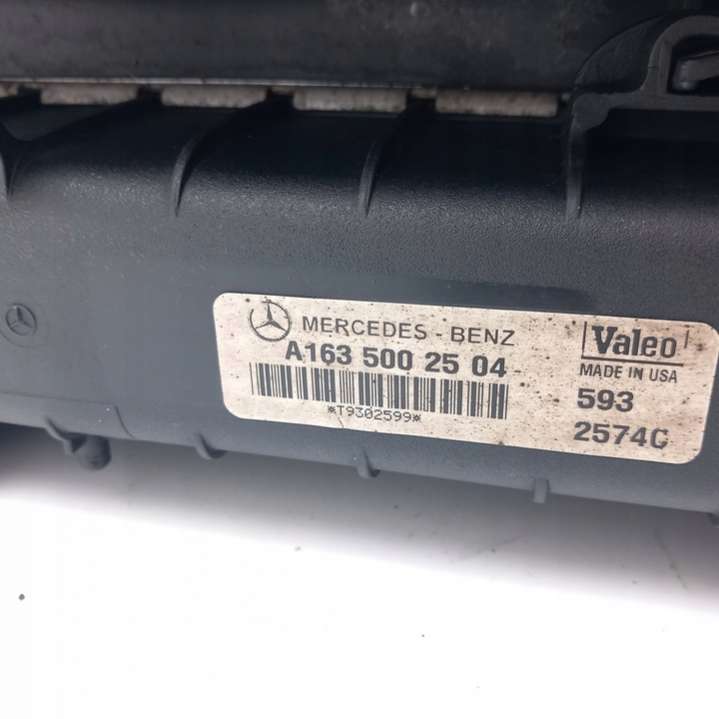 MERCEDES - BENZ
A163 500 25 04
*T9302599*
Valeo
MADE IN USA
593
2574C